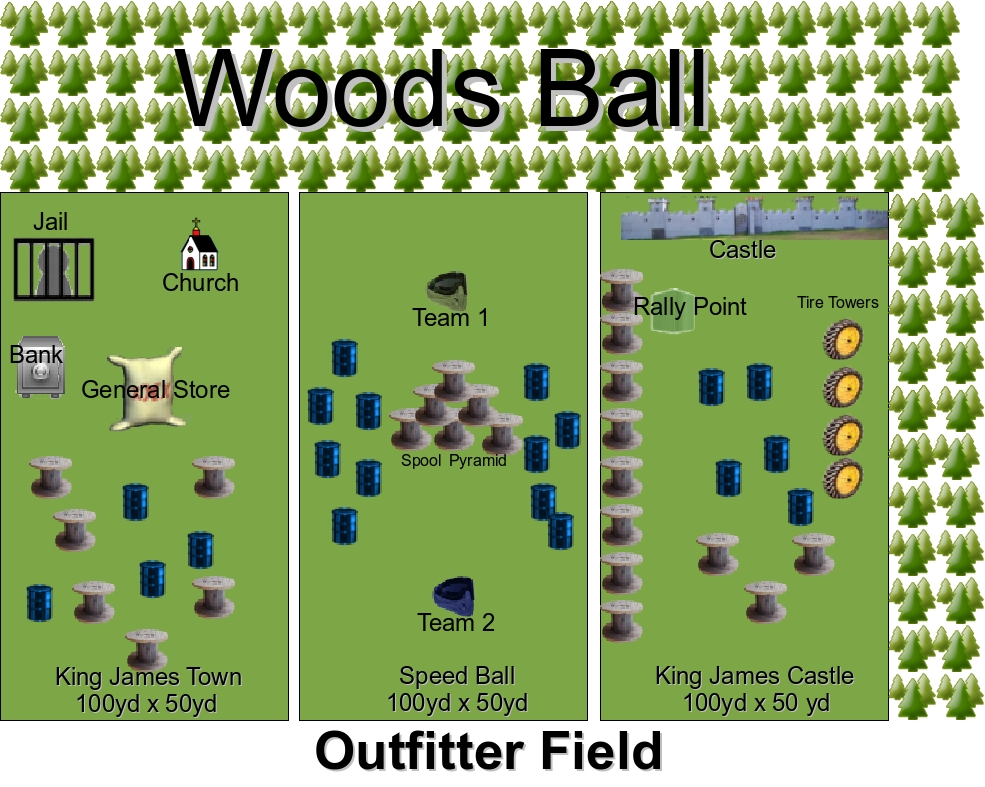 Woods Ball
Jail
Church
Bank
General Store
King James Town
100yd x 50yd
Team 1
Spool Pyramid
Team 2
Speed Ball
100yd x 50yd
Castle
Rally Point
Tire Towers
King James Castle
100yd x 50 yd
Outfitter Field